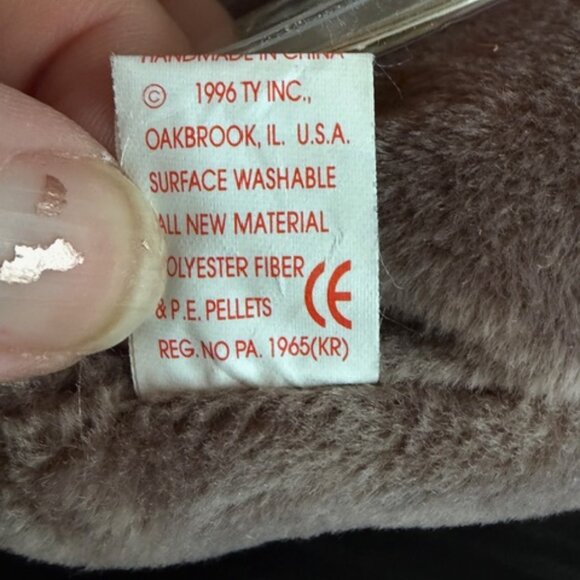 HANDMADE IN CHINA
© 1996 TY INC.,
OAKBROOK, IL. U.S.A.
SURFACE WASHABLE
ALL NEW MATERIAL
OLYESTER FIBER
& P.E. PELLETS
CE
REG. NO PA. 1965(KR)